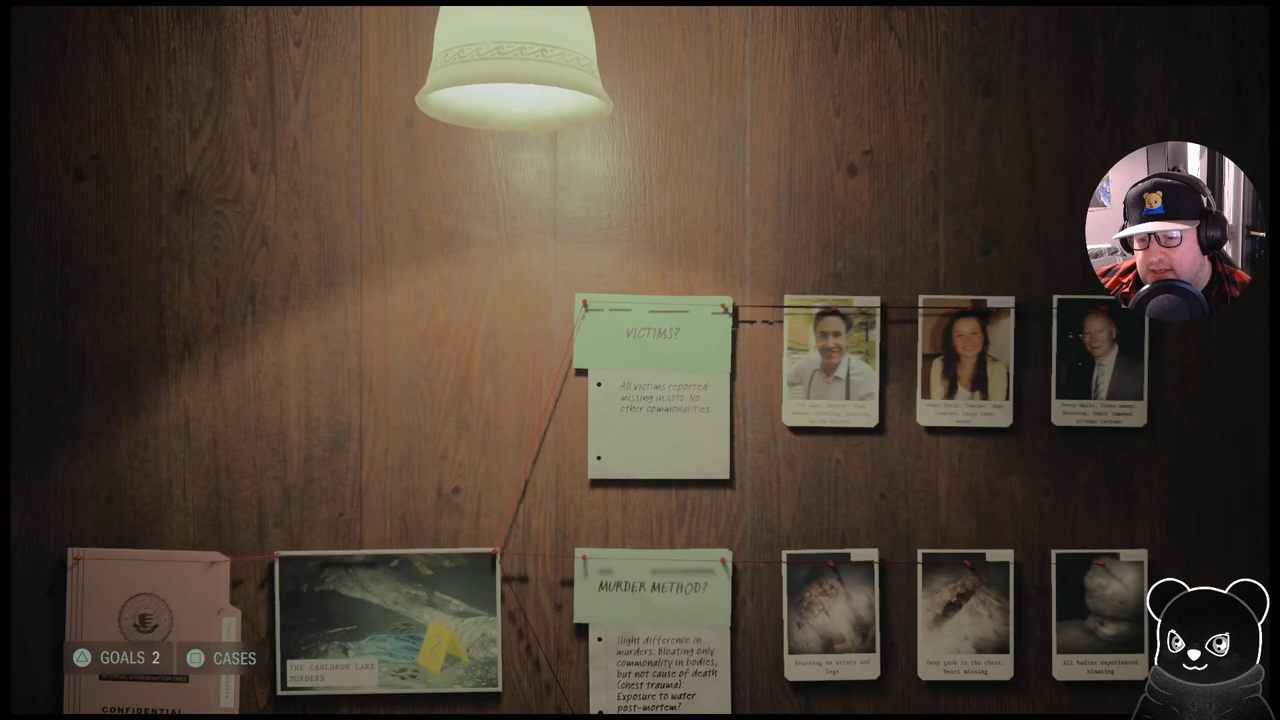 VICTIMS?
All victims reported
missing in 2010. No
other commonalities.
MURDER METHOD?
Slight difference in
murders. Bloating only
commonality in bodies,
but not cause of death
(chest trauma).
Exposure to water
post-mortem?
Bruising on wrists and
legs
Deep gash in the chest,
heart missing
All bodies experienced
bloating
THE CAULDRON LAKE
MURDERS
GOALS 2
CASES
CONFIDENTIAL